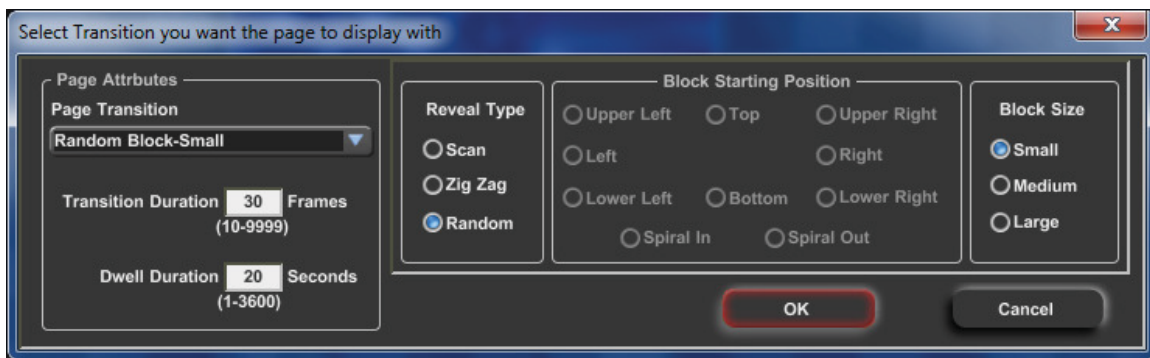 Select Transition you want the page to display with
X
Page Attrbutes
Page Transition
Random Block-Small
Transition Duration 30 Frames
(10-9999)
Dwell Duration 20 Seconds
(1-3600)
Reveal Type
Scan
Zig Zag
Random
Block Starting Position
Upper Left Top Upper Right
Left Right
Lower Left Bottom Lower Right
Spiral In Spiral Out
Block Size
Small
Medium
Large
OK Cancel